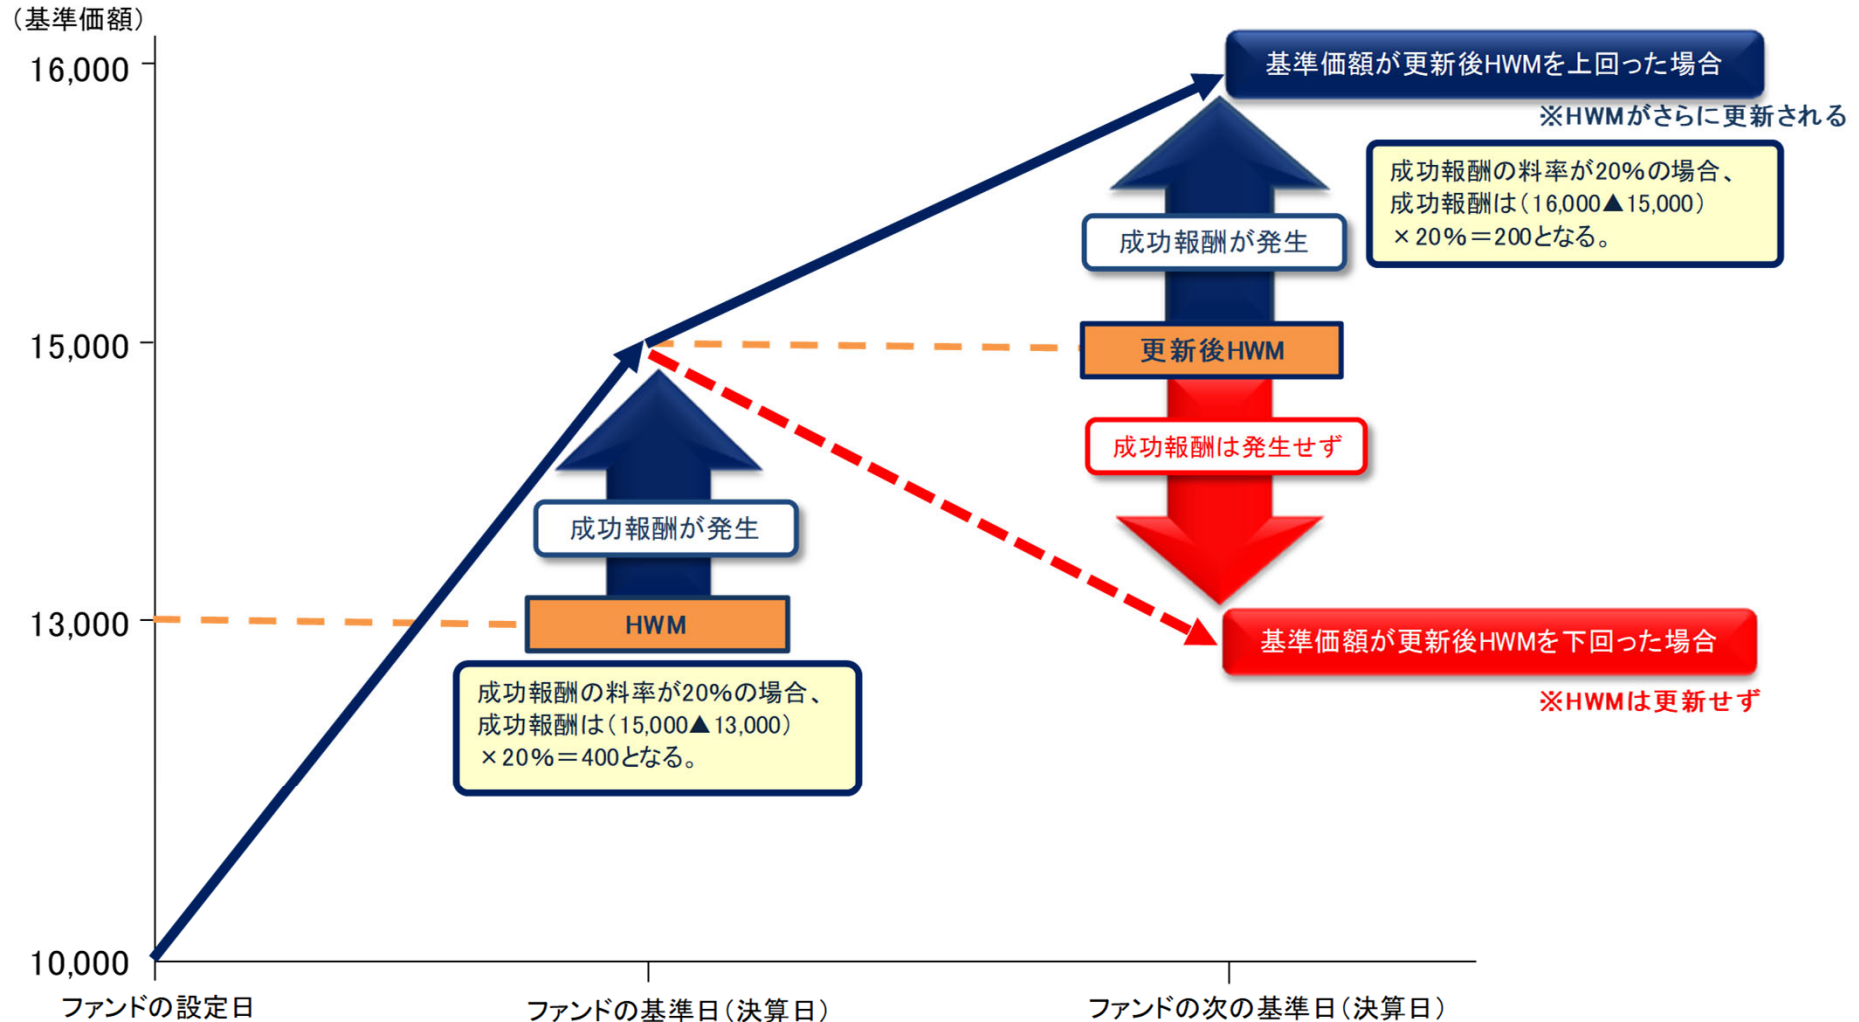 （基準価額）
16,000
基準価額が更新後HWMを上回った場合
※HWMがさらに更新される
成功報酬の料率が20%の場合、
成功報酬は（16,000▲15,000）
×20%＝200となる。
成功報酬が発生
15,000
更新後HWM
成功報酬は発生せず
成功報酬が発生
13,000
HWM
基準価額が更新後HWMを下回った場合
※HWMは更新せず
成功報酬の料率が20%の場合、
成功報酬は（15,000▲13,000）
×20%＝400となる。
10,000
ファンドの設定日
ファンドの基準日（決算日）
ファンドの次の基準日（決算日）